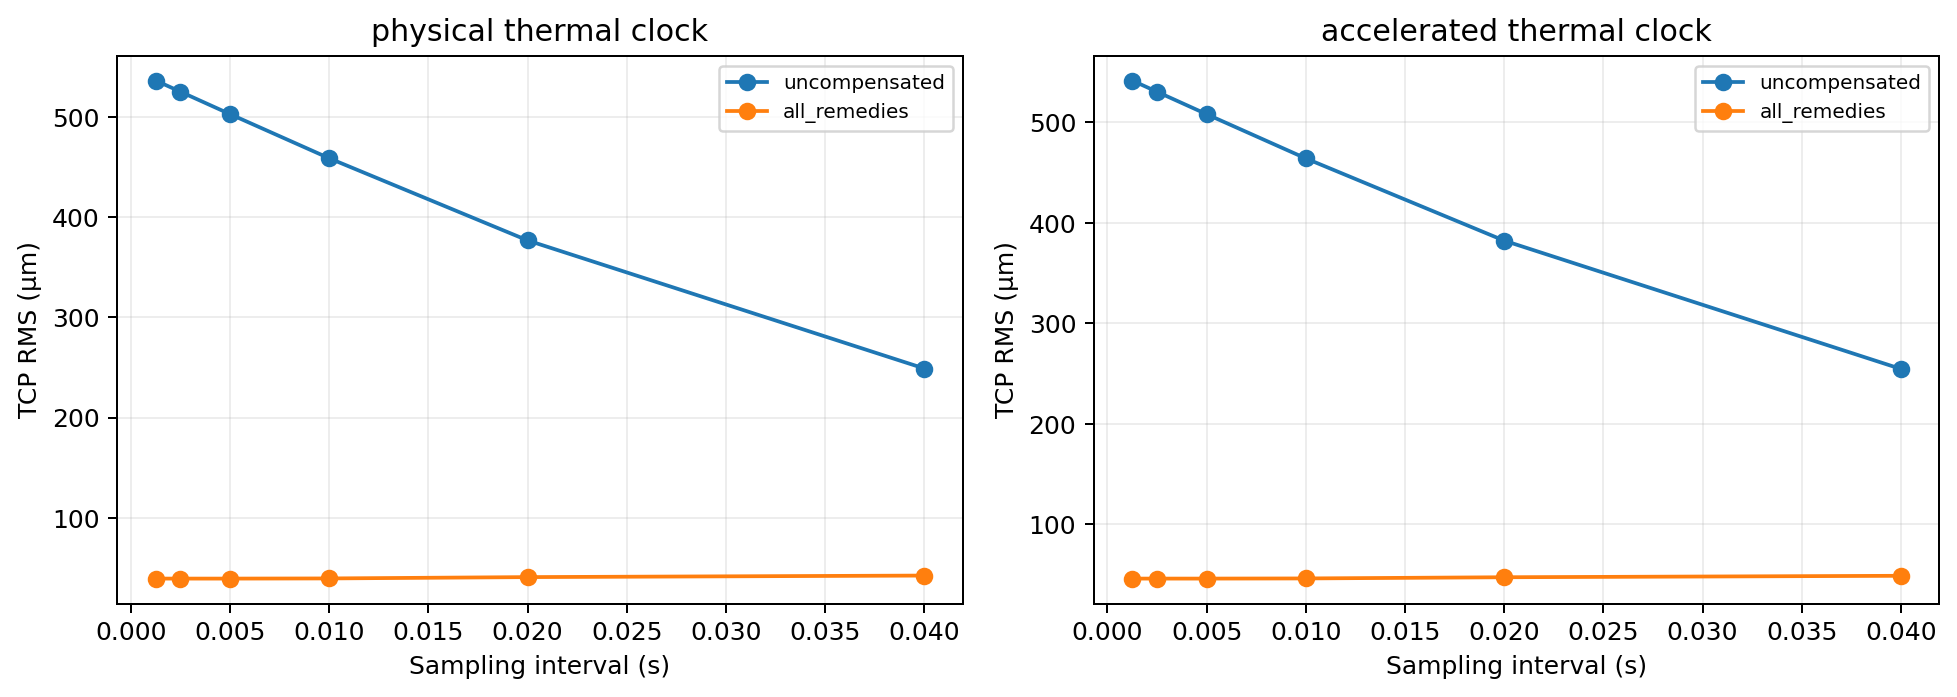 physical thermal clock
uncompensated
all_remedies
TCP RMS (µm)
500
400
300
200
100
0.000 0.005 0.010 0.015 0.020 0.025 0.030 0.035 0.040
Sampling interval (s)
accelerated thermal clock
uncompensated
all_remedies
TCP RMS (µm)
500
400
300
200
100
0.000 0.005 0.010 0.015 0.020 0.025 0.030 0.035 0.040
Sampling interval (s)